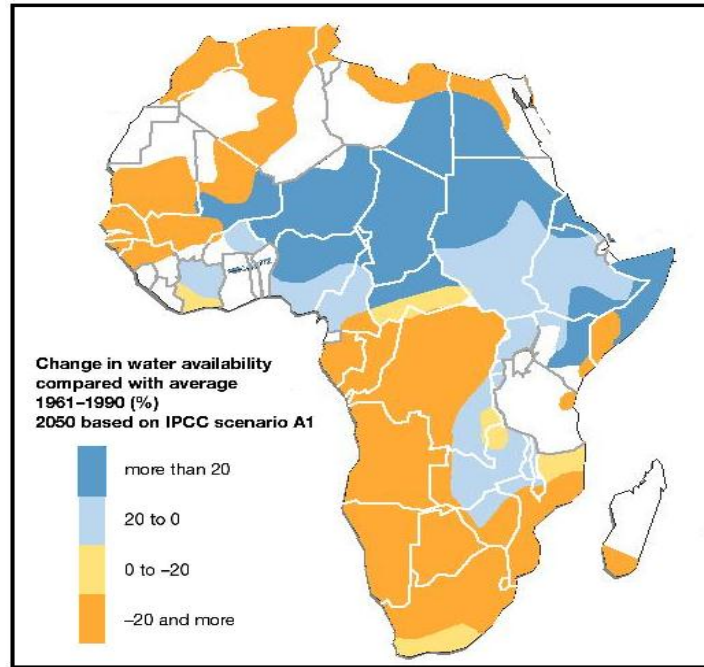 Change in water availability
compared with average
1961–1990 (%)
2050 based on IPCC scenario A1
more than 20
20 to 0
0 to –20
–20 and more